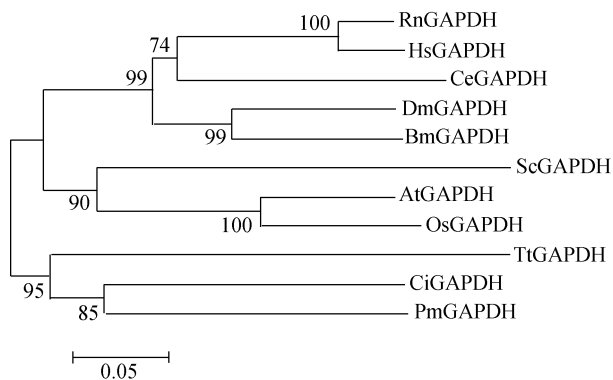 100 RnGAPDH
74 HsGAPDH
99 CeGAPDH
DmGAPDH
99 BmGAPDH
ScGAPDH
90 AtGAPDH
100 OsGAPDH
TtGAPDH
95 CiGAPDH
85 PmGAPDH
0.05